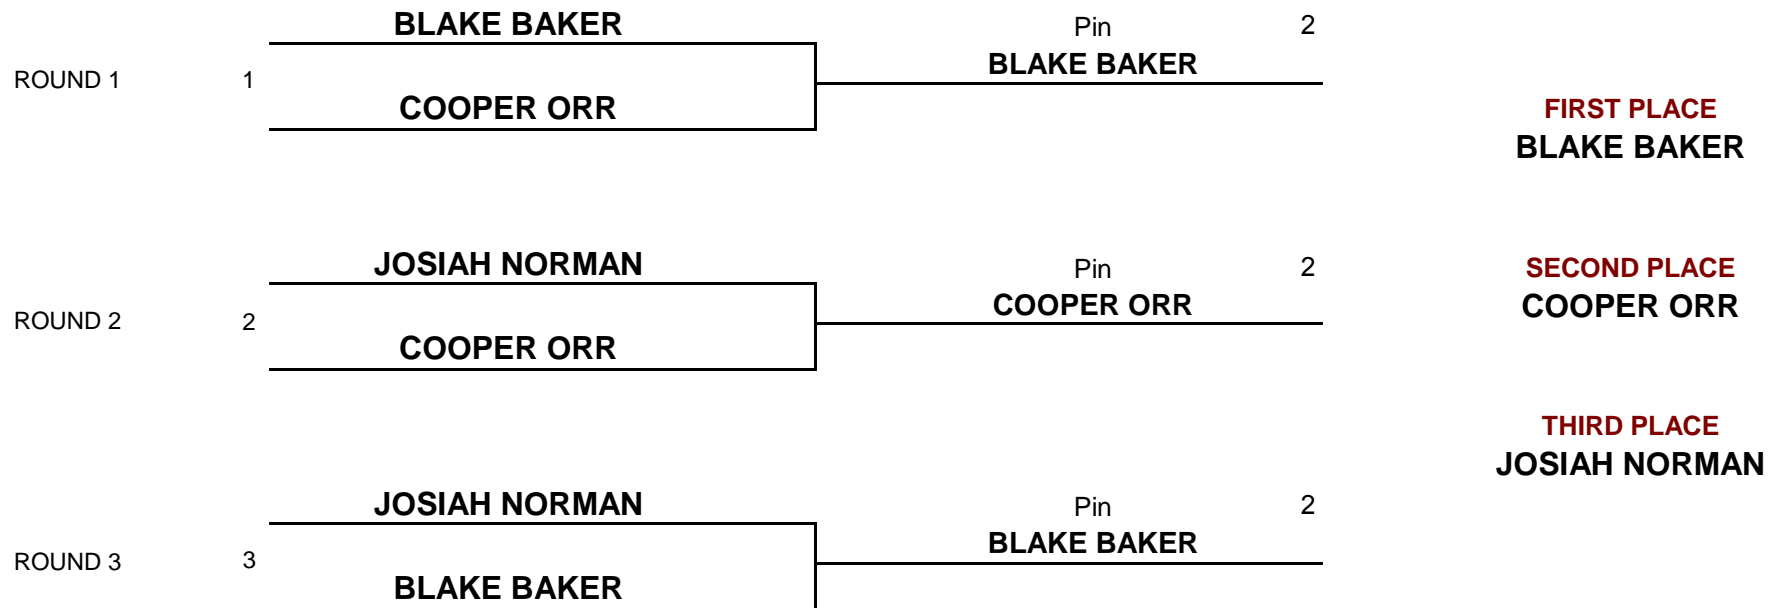 BLAKE BAKER
Pin 2
BLAKE BAKER
ROUND 1 1
COOPER ORR
FIRST PLACE
BLAKE BAKER
JOSIAH NORMAN
Pin 2
COOPER ORR
ROUND 2 2
COOPER ORR
SECOND PLACE
COOPER ORR
THIRD PLACE
JOSIAH NORMAN
JOSIAH NORMAN
Pin 2
BLAKE BAKER
ROUND 3 3
BLAKE BAKER